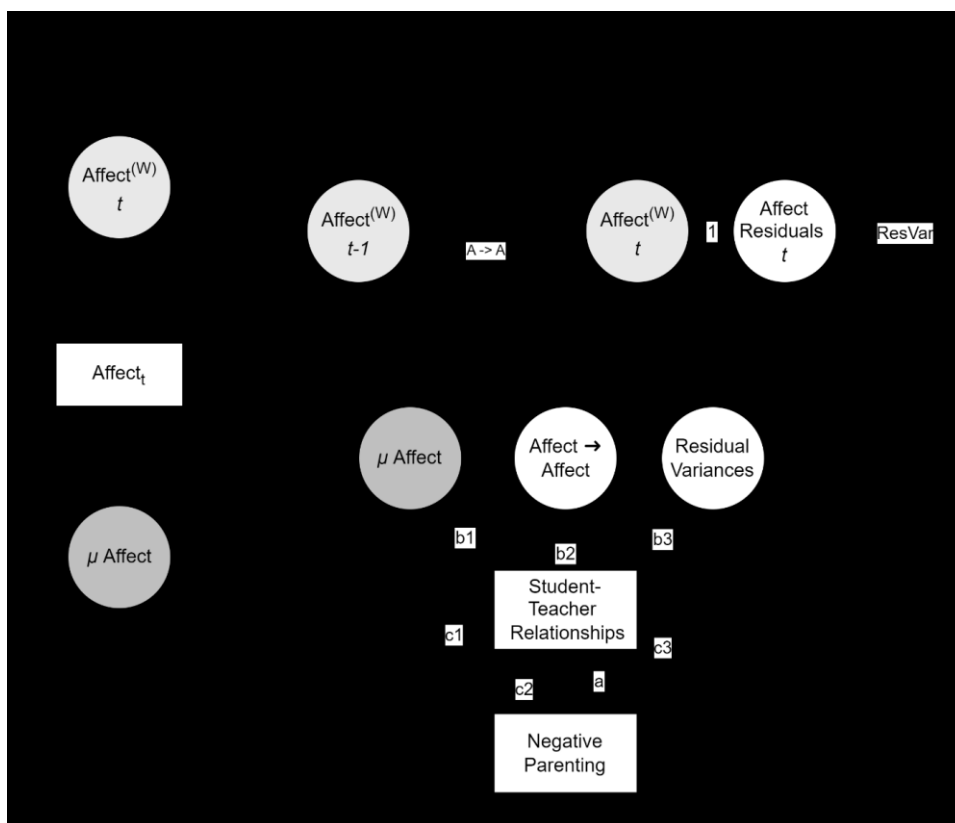 Affect(W)
t
Affectt
μ Affect
Affect(W)
t-1
A -> A
Affect(W)
t
1
Affect
Residuals
t
ResVar
μ Affect
Affect ➔
Affect
Residual
Variances
b1
b2
b3
Student-
Teacher
Relationships
c1
c3
c2
a
Negative
Parenting